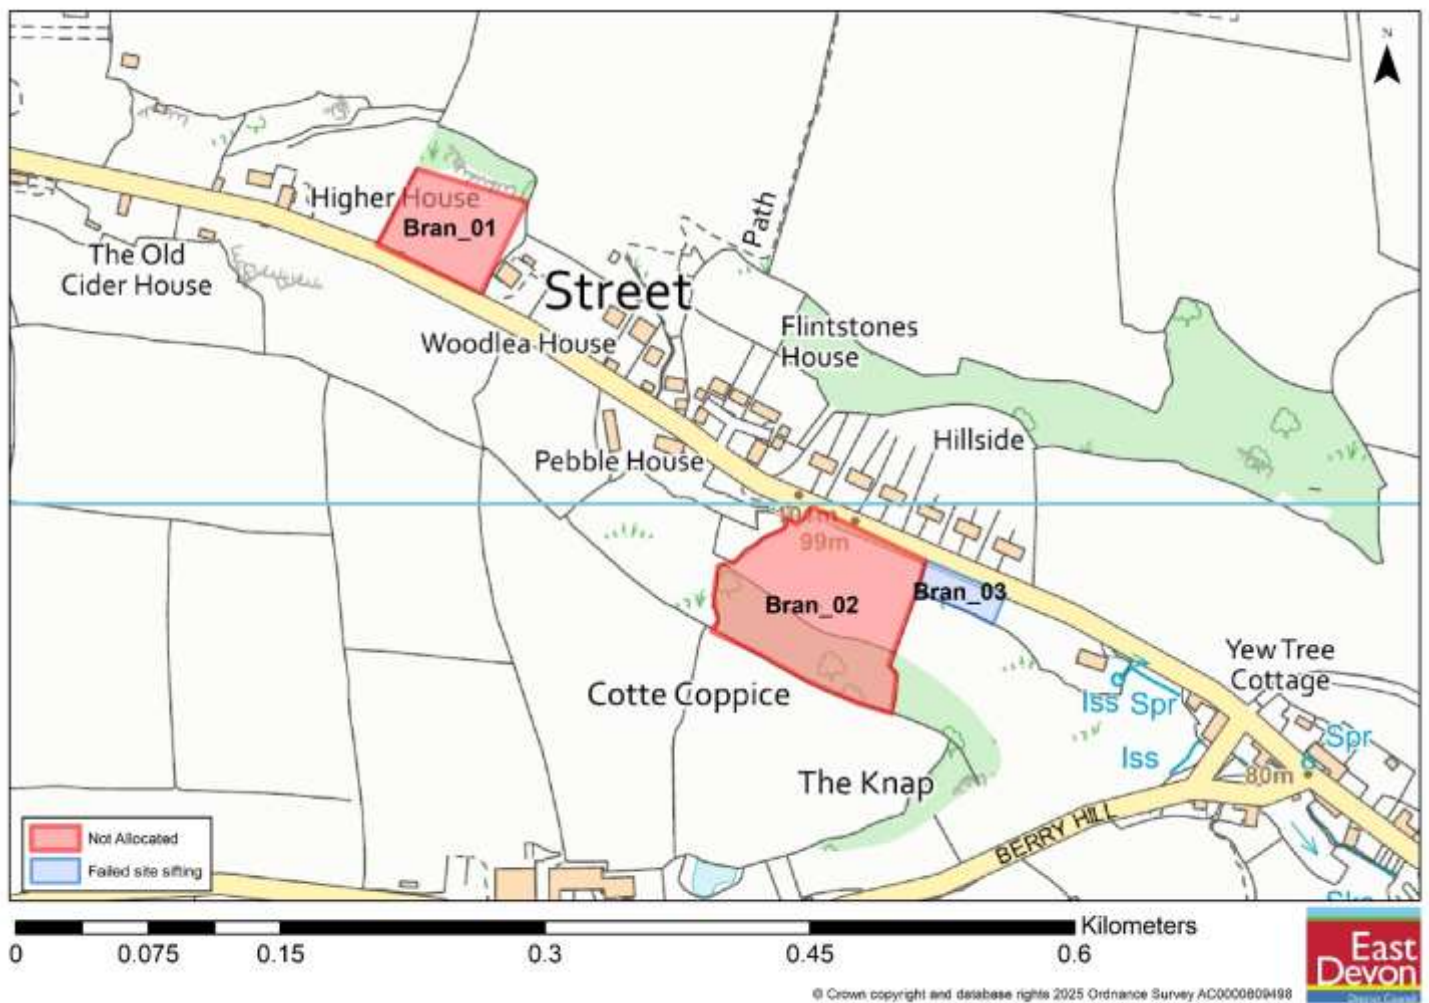 N
Higher House
Bran_01
The Old
Cider House
Path
Street
Flintstones
House
Woodlea House
Hillside
Pebble House
99m
Bran_02
Bran_03
Yew Tree
Cottage
Cotte Coppice
Iss Spr
Spr
Iss
The Knap
80m
BERRY HILL
Not Allocated
Failed site sifting
Kilometers
0 0.075 0.15 0.3 0.45 0.6
East
Devon
© Crown copyright and database rights 2025 Ordnance Survey AC0000809498